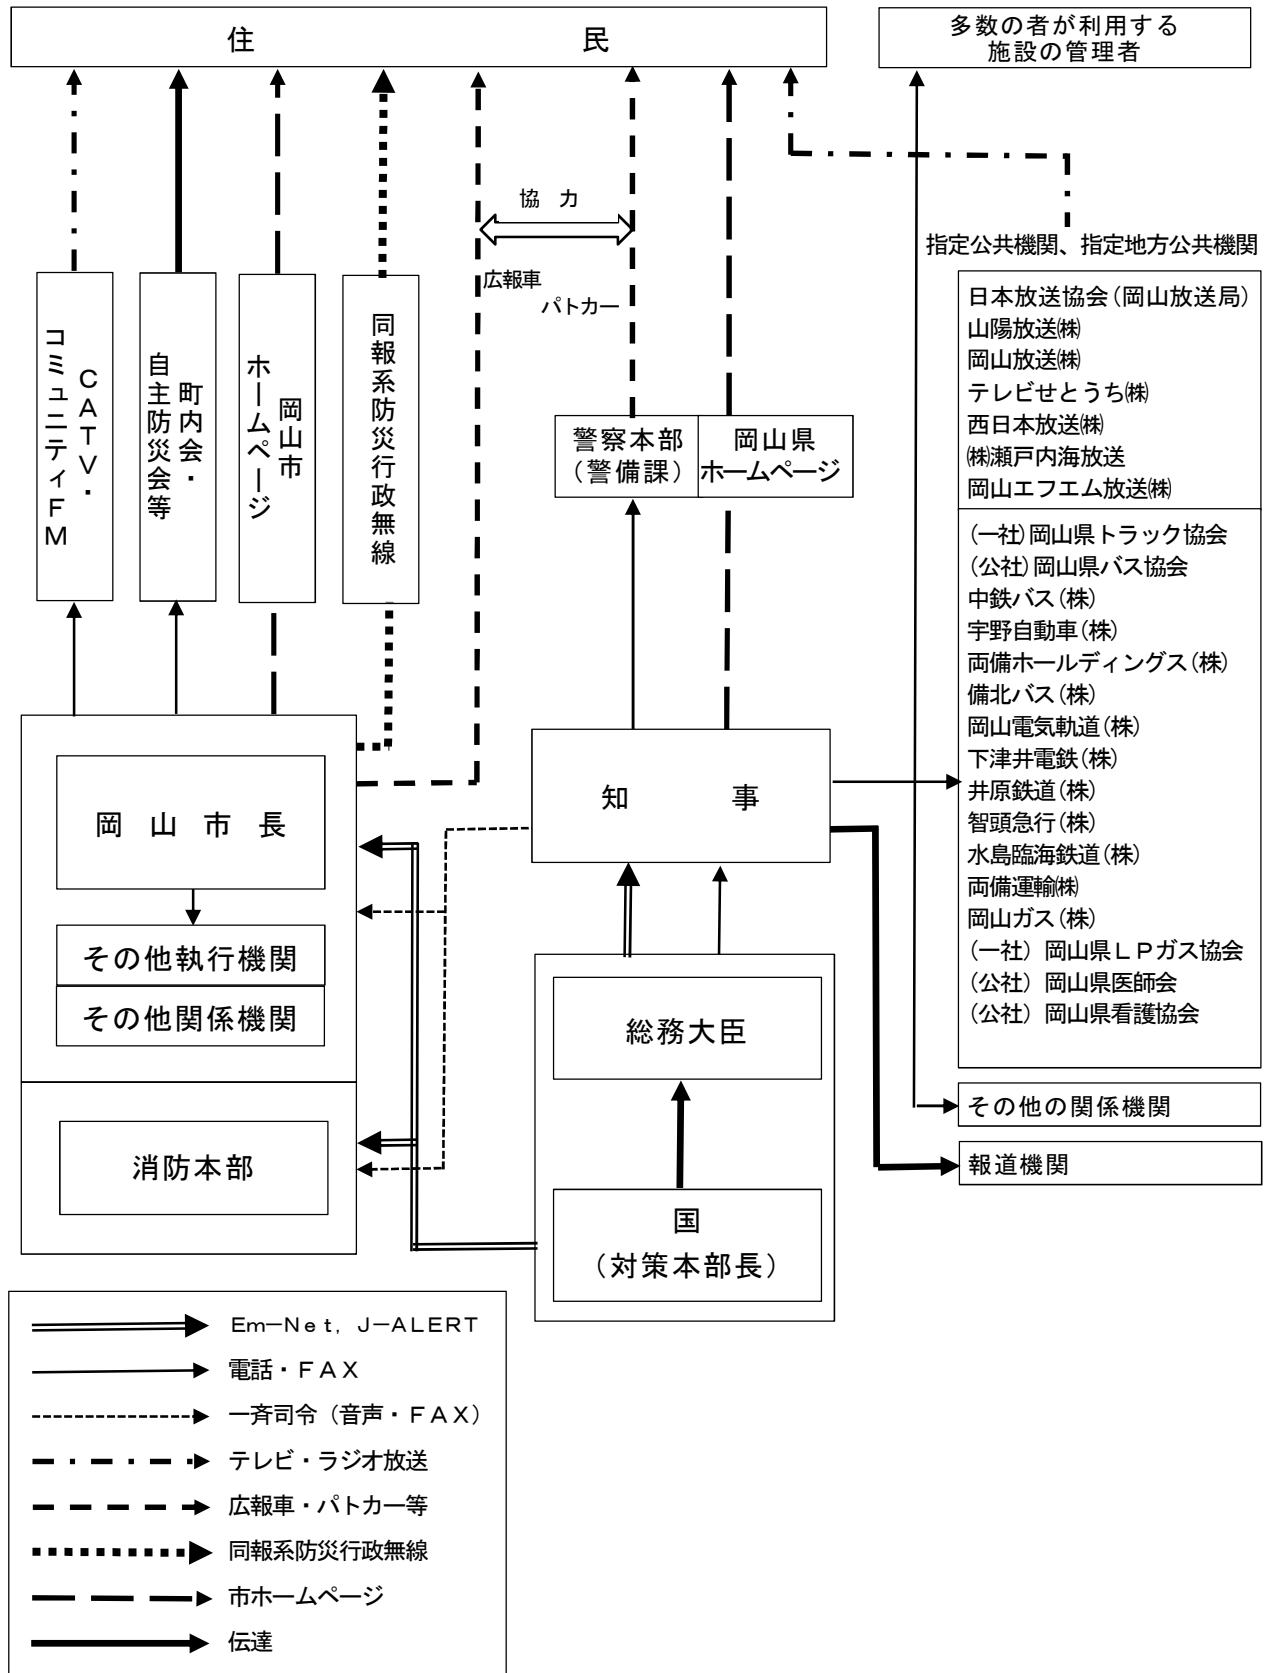 住　　民
多数の者が利用する
施設の管理者
協　力
広報車
パトカー
指定公共機関、指定地方公共機関
ＣＡＴＶ・
コミュニティＦＭ
町内会・
自主防災会等
岡山市
ホームページ
同報系防災行政無線
警察本部
（警備課）
岡山県
ホームページ
日本放送協会（岡山放送局）
山陽放送㈱
岡山放送㈱
テレビせとうち㈱
西日本放送㈱
㈱瀬戸内海放送
岡山エフエム放送㈱
（一社）岡山県トラック協会
（公社）岡山県バス協会
中鉄バス（株）
宇野自動車（株）
両備ホールディングス（株）
備北バス（株）
岡山電気軌道（株）
下津井電鉄（株）
井原鉄道（株）
智頭急行（株）
水島臨海鉄道（株）
両備運輸㈱
岡山ガス（株）
（一社）岡山県ＬＰガス協会
（公社）岡山県医師会
（公社）岡山県看護協会
岡山市長
その他執行機関
その他関係機関
消防本部
知　　事
総務大臣
国
（対策本部長）
その他の関係機関
報道機関
Ｅｍ－Ｎｅｔ，Ｊ－ＡＬＥＲＴ
電話・ＦＡＸ
一斉司令（音声・ＦＡＸ）
テレビ・ラジオ放送
広報車・パトカー等
同報系防災行政無線
市ホームページ
伝達